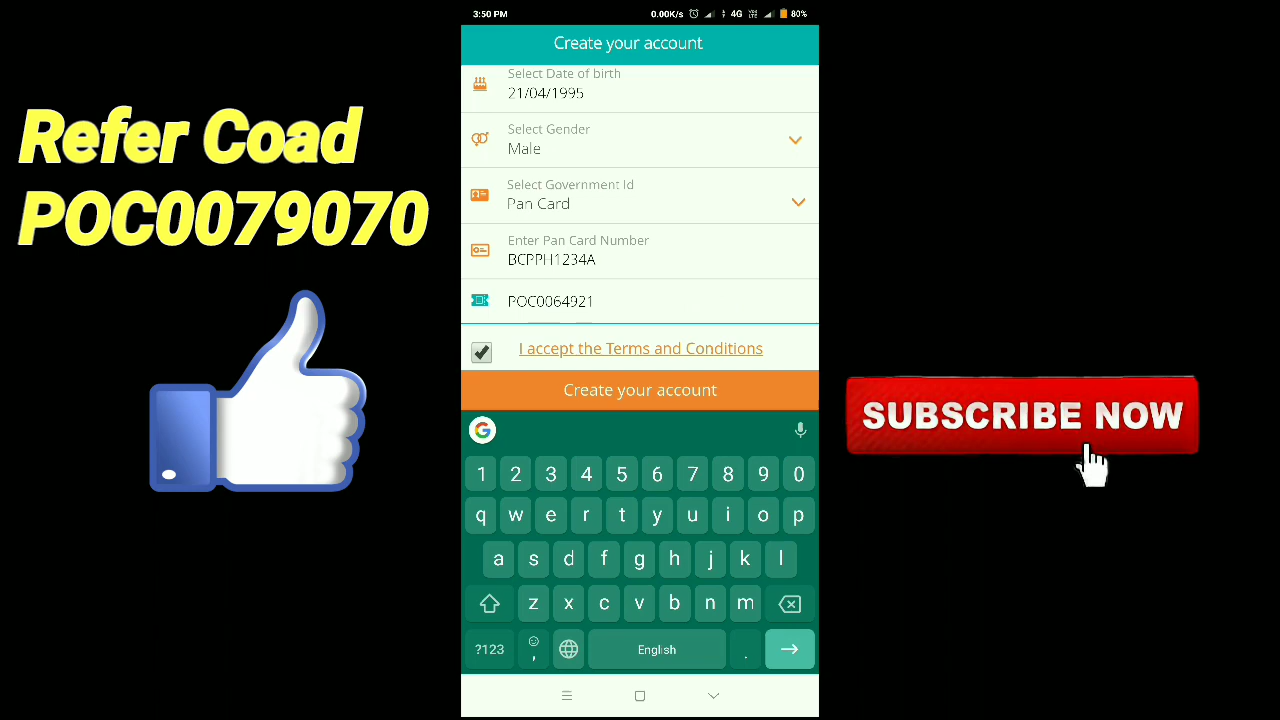 Refer Coad
POC0079070
3:50 PM
0.00K/s 4G VoLTE 80%
Create your account
Select Date of birth
21/04/1995
Select Gender
Male
Select Government Id
Pan Card
Enter Pan Card Number
BCPPH1234A
POC0064921
I accept the Terms and Conditions
Create your account
G
1 2 3 4 5 6 7 8 9 0
q w e r t y u i o p
a s d f g h j k l
z x c v b n m
?123 , English .
SUBSCRIBE NOW